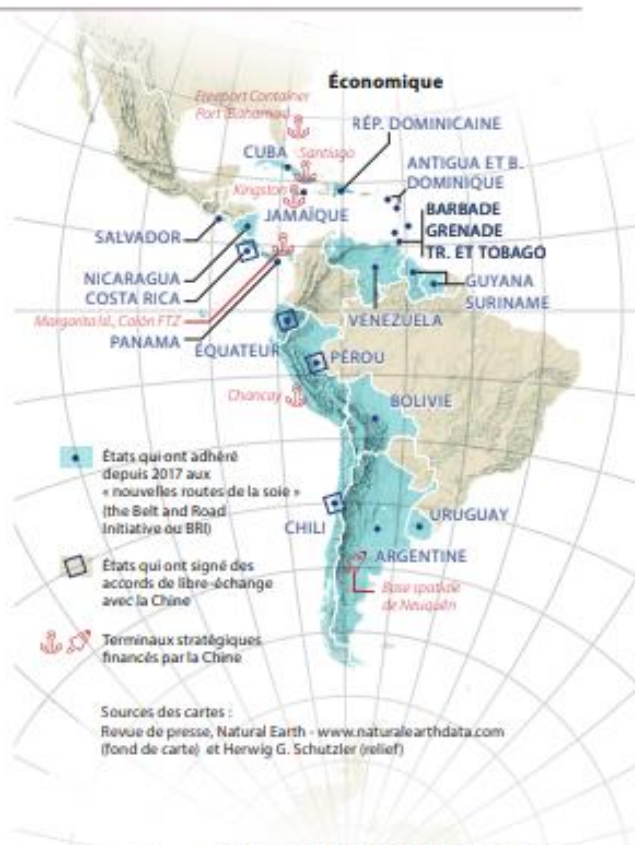 Économique
Freeport Container
Port (Bahamas)
RÉP. DOMINICAINE
CUBA
Santiago
ANTIGUA ET B.
DOMINIQUE
Kingston
JAMAÏQUE
BARBADE
GRENADE
TR. ET TOBAGO
SALVADOR
NICARAGUA
COSTA RICA
GUYANA
SURINAME
Margarita Isl., Colón FTZ
PANAMA
VENEZUELA
ÉQUATEUR
PÉROU
Chancay
BOLIVIE
États qui ont adhéré
depuis 2017 aux
« nouvelles routes de la soie »
(the Belt and Road
Initiative ou BRI)
CHILI
URUGUAY
ARGENTINE
États qui ont signé des
accords de libre-échange
avec la Chine
Base spatiale
de Neuquén
Terminaux stratégiques
financés par la Chine
Sources des cartes :
Revue de presse, Natural Earth - www.naturalearthdata.com
(fond de carte) et Herwig G. Schutzler (relief)